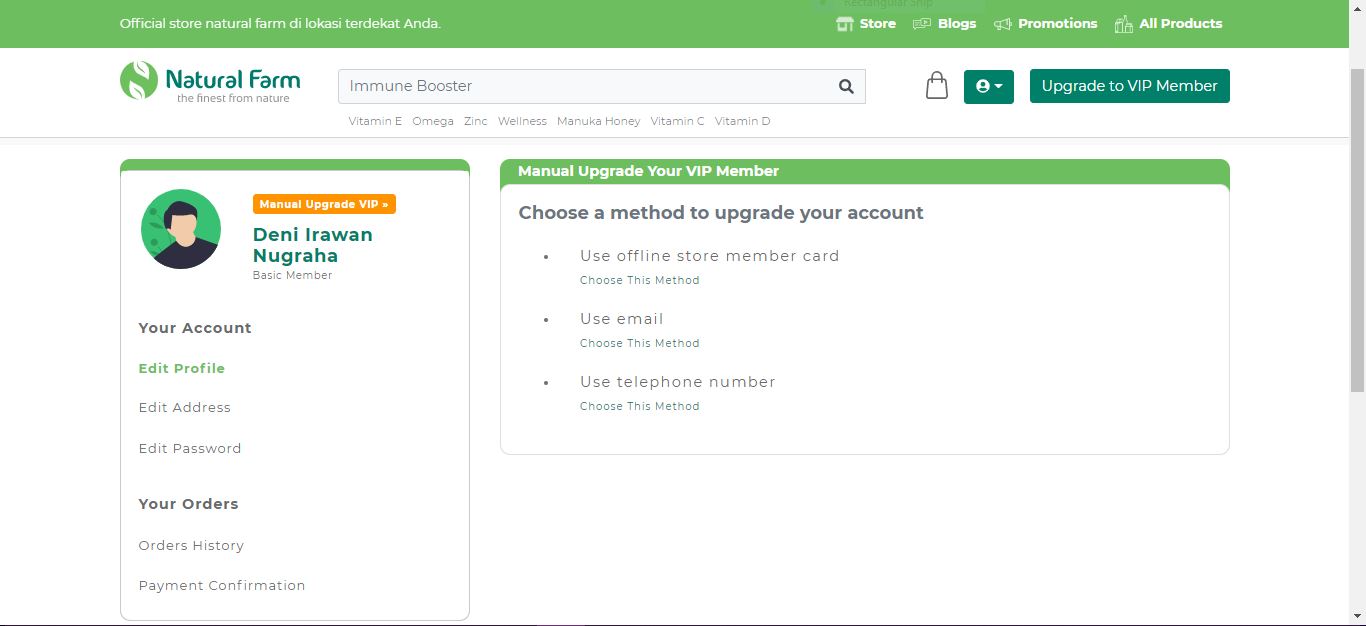 Rectangular Snip
Official store natural farm di lokasi terdekat Anda.
Store
Blogs
Promotions
All Products
Natural Farm
the finest from nature
Immune Booster
Upgrade to VIP Member
Vitamin E Omega Zinc Wellness Manuka Honey Vitamin C Vitamin D
Manual Upgrade VIP »
Deni Irawan
Nugraha
Basic Member
Your Account
Edit Profile
Edit Address
Edit Password
Your Orders
Orders History
Payment Confirmation
Manual Upgrade Your VIP Member
Choose a method to upgrade your account
• Use offline store member card
Choose This Method
• Use email
Choose This Method
• Use telephone number
Choose This Method